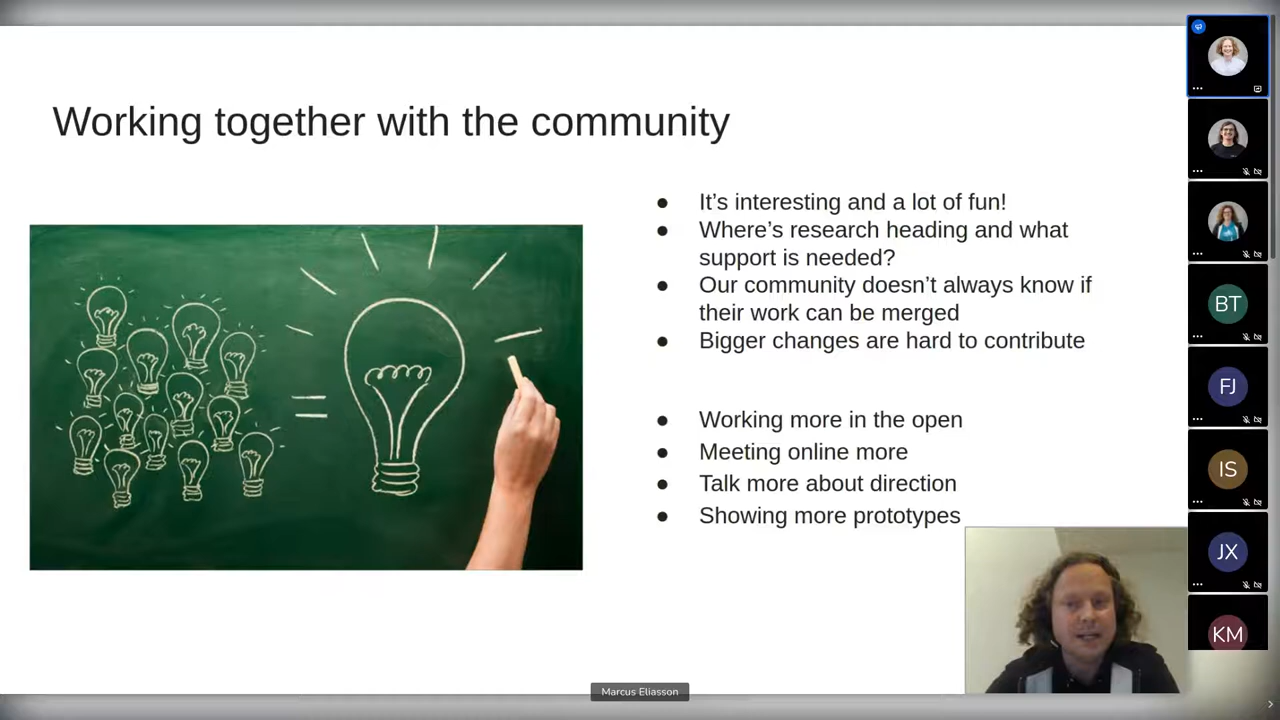 Working together with the community
● It's interesting and a lot of fun!
● Where's research heading and what
support is needed?
● Our community doesn't always know if
their work can be merged
● Bigger changes are hard to contribute
● Working more in the open
● Meeting online more
● Talk more about direction
● Showing more prototypes
BT
FJ
IS
JX
KM
Marcus Eliasson